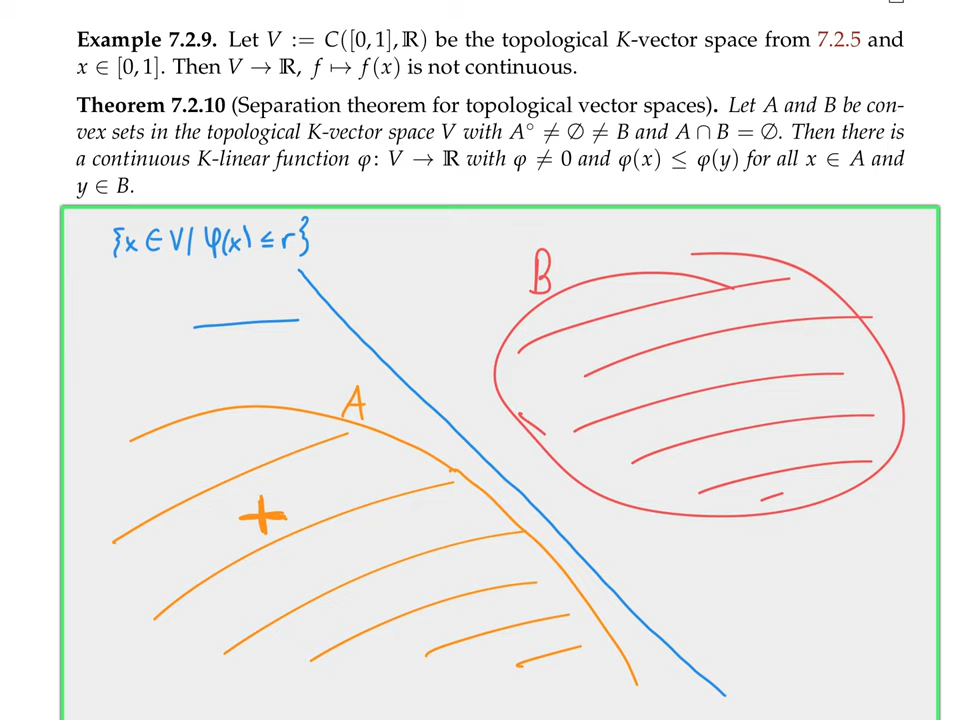 Example 7.2.9. Let V := C([0, 1], ℝ) be the topological K-vector space from 7.2.5 and
x ∈ [0, 1]. Then V → ℝ, f ↦ f(x) is not continuous.
Theorem 7.2.10 (Separation theorem for topological vector spaces). Let A and B be con-
vex sets in the topological K-vector space V with A° ≠ ∅ ≠ B and A ∩ B = ∅. Then there is
a continuous K-linear function φ: V → ℝ with φ ≠ 0 and φ(x) ≤ φ(y) for all x ∈ A and
y ∈ B.
{x ∈ V | φ(x) ≤ r}
B
A